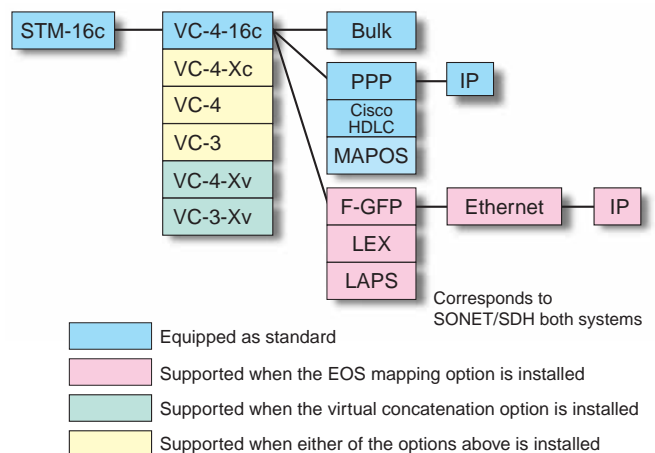 STM-16c
VC-4-16c
Bulk
VC-4-Xc
VC-4
VC-3
VC-4-Xv
VC-3-Xv
PPP
IP
Cisco
HDLC
MAPOS
F-GFP
Ethernet
IP
LEX
LAPS
Corresponds to
SONET/SDH both systems
Equipped as standard
Supported when the EOS mapping option is installed
Supported when the virtual concatenation option is installed
Supported when either of the options above is installed